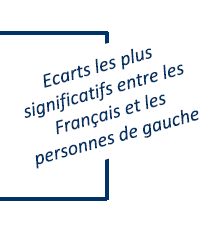 Ecarts les plus
significatifs entre les
Français et les
personnes de gauche